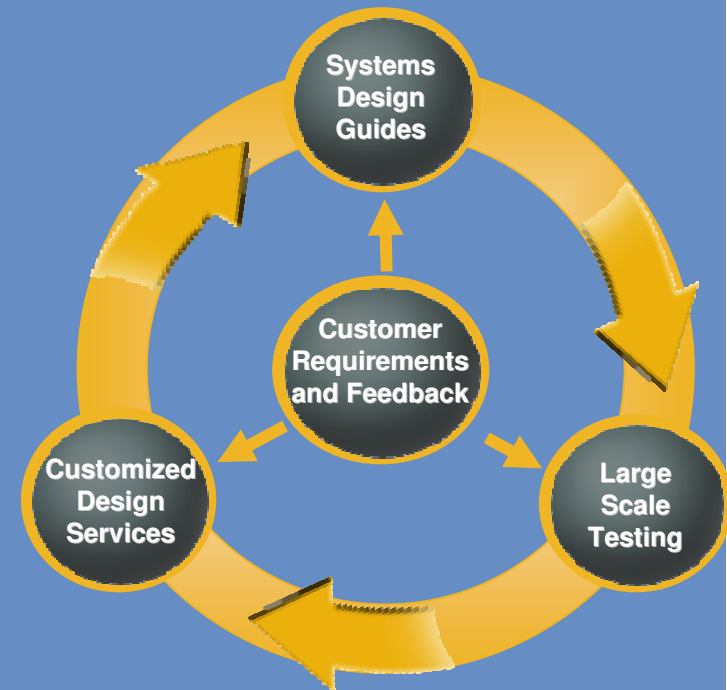 Systems
Design
Guides
Customer
Requirements
and Feedback
Customized
Design
Services
Large
Scale
Testing